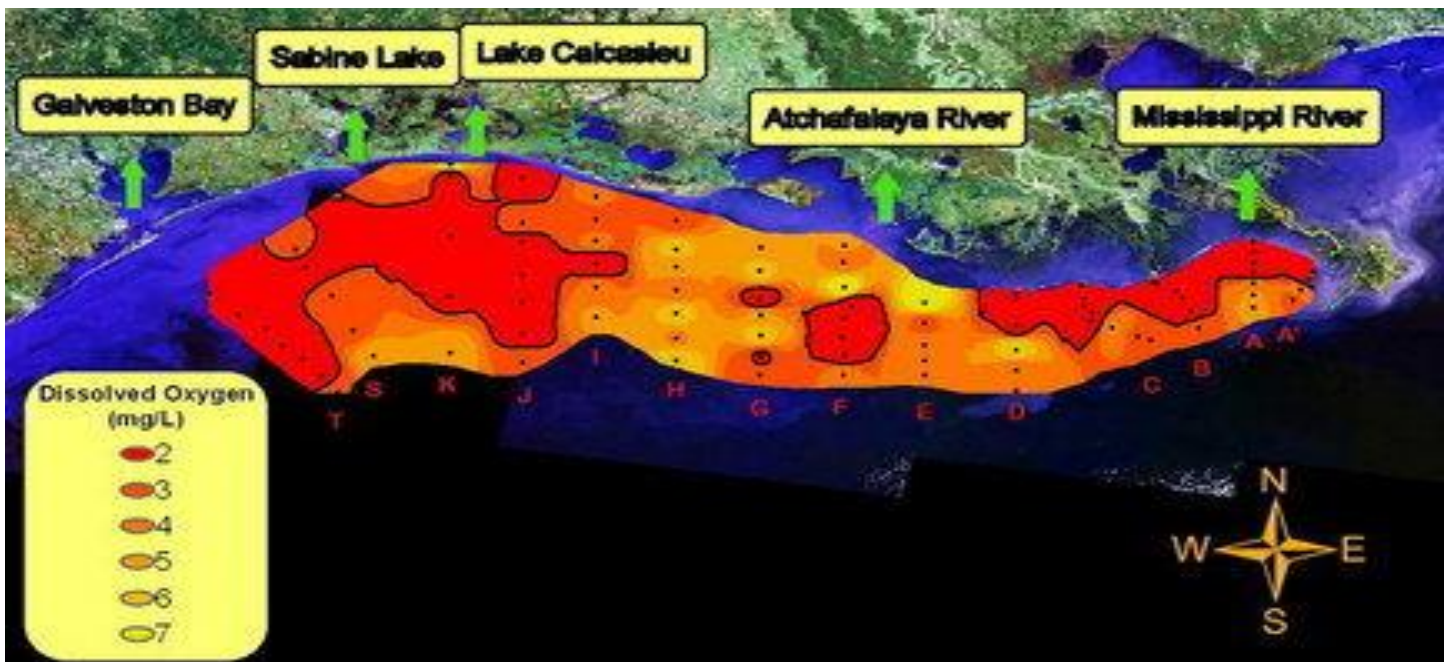 Sabine Lake
Lake Calcasieu
Galveston Bay
Atchafalaya River
Mississippi River
T
S
K
J
I
H
G
F
E
D
C
B
A
A'
Dissolved Oxygen
(mg/L)
2
3
4
5
6
7
N
W E
S